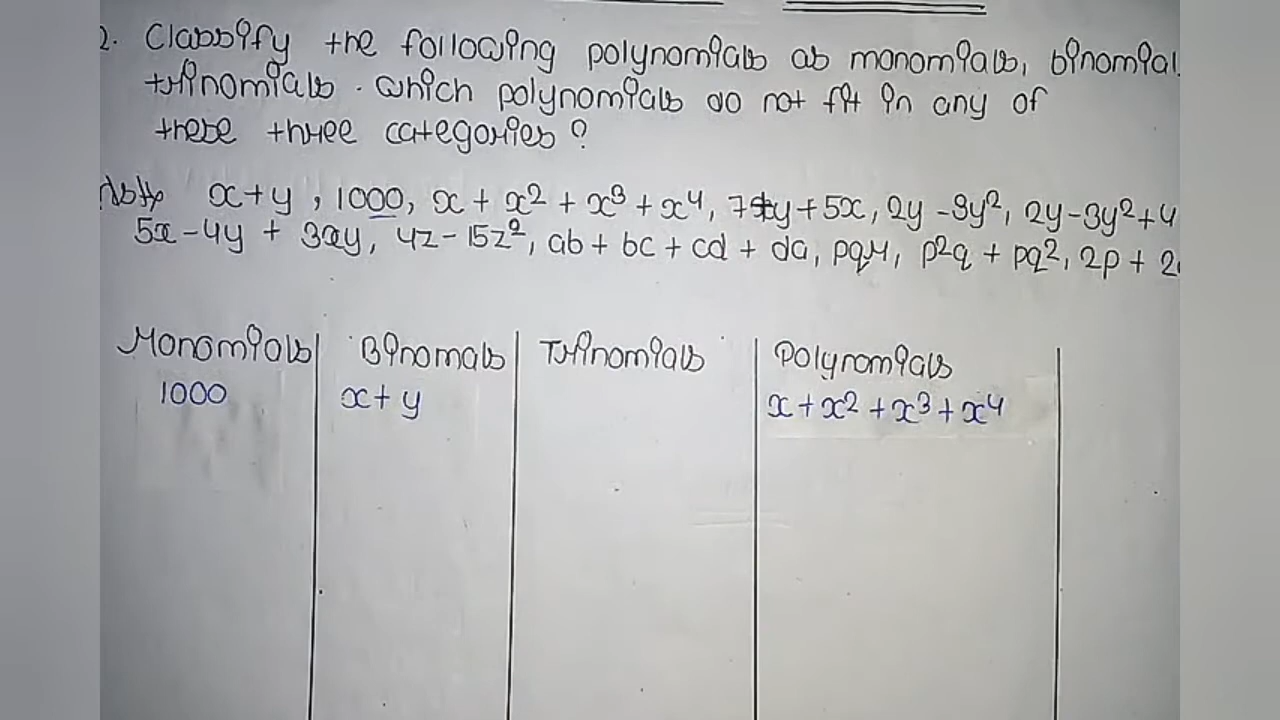 2. Classify the following polynomials as monomials, binomial
trinomials. which polynomials do not fit in any of
these three categories?
x+y, 1000, x + x² + x³ + x⁴, 7+y+5x, 2y-3y², 2y-3y²+4
5x-4y + 3xy, 4z-15z², ab + bc + cd + da, pqr, p²q + pq², 2p + 2
Monomials Binomals Trinomials Polynomials
1000 x+y x+x²+x³+x⁴